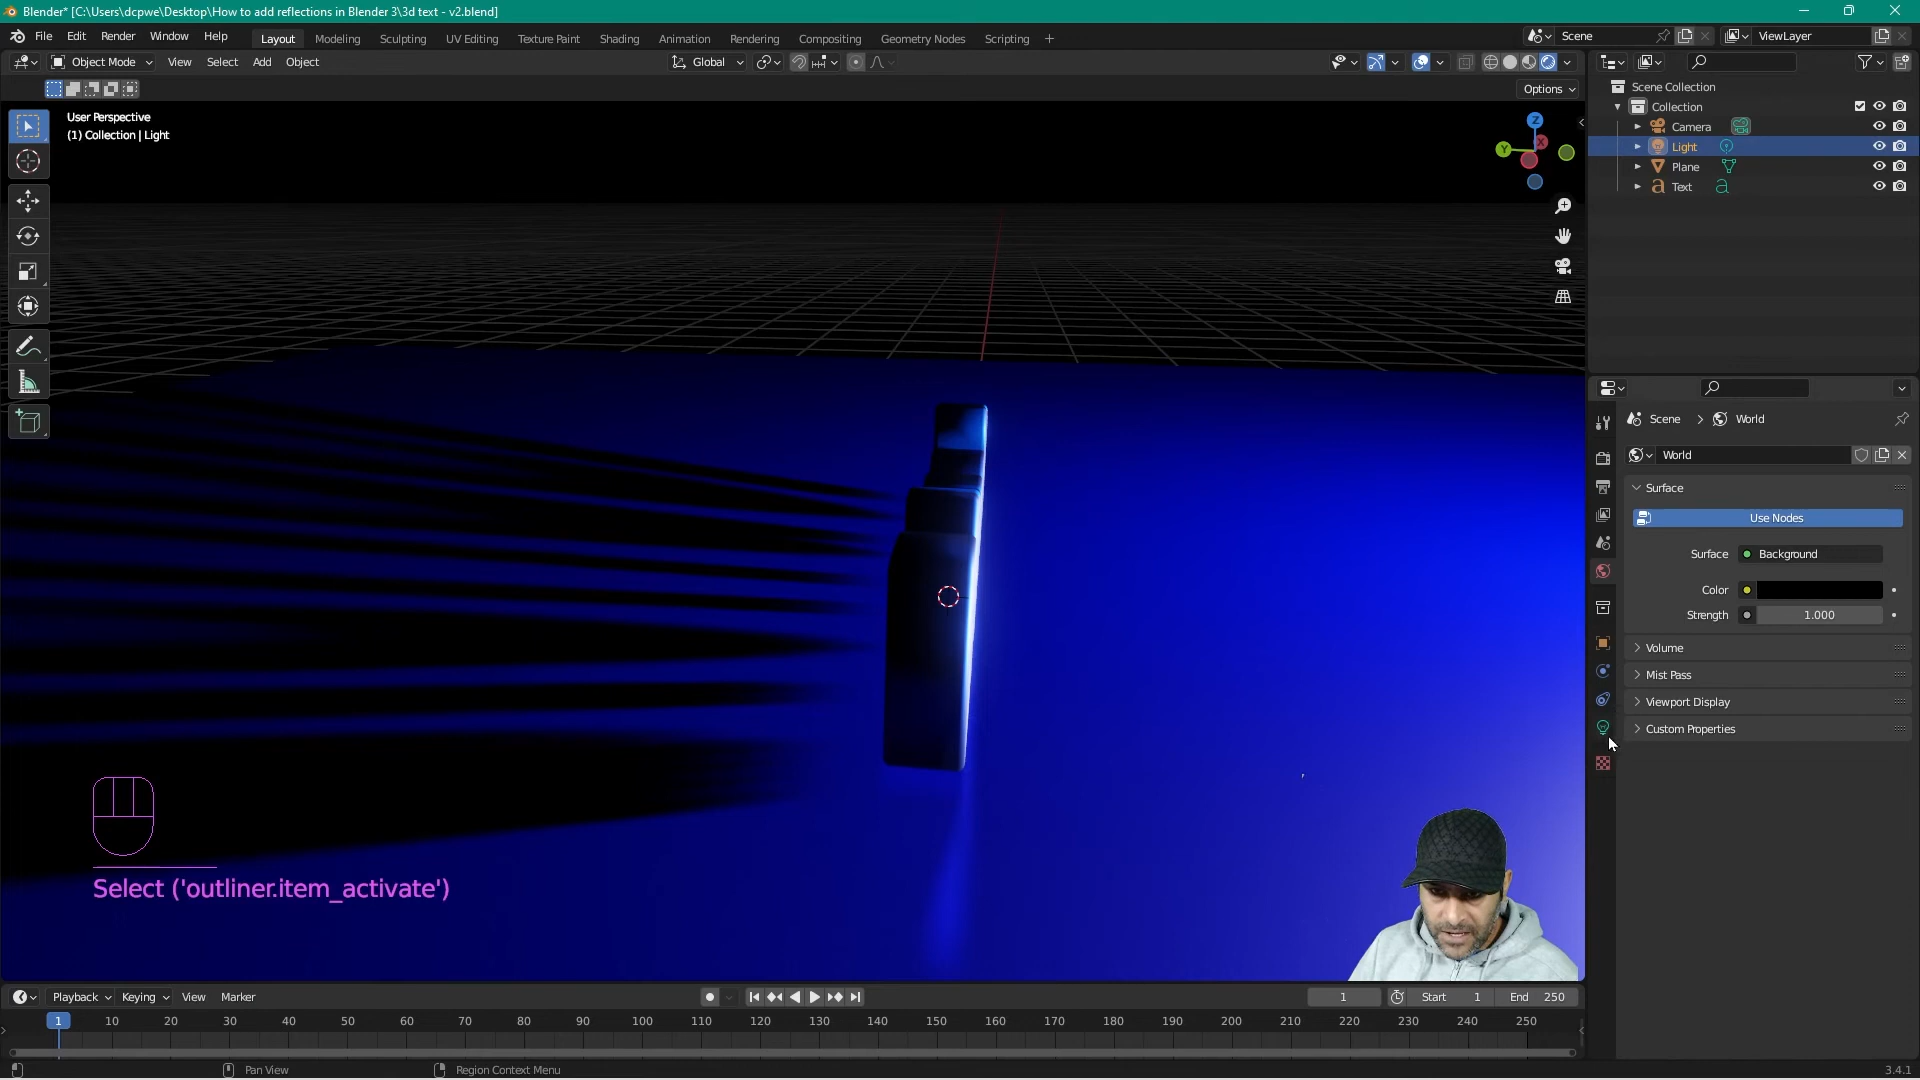 Blender* [C:\Users\dcpwe\Desktop\How to add reflections in Blender 3\3d text - v2.blend]
File Edit Render Window Help Layout Modeling Sculpting UV Editing Texture Paint Shading Animation Rendering Compositing Geometry Nodes Scripting + Scene ViewLayer
Object Mode View Select Add Object Global
Options
User Perspective
(1) Collection | Light
Z
Y
X
Scene Collection
Collection
Camera
Light
Plane
Text
Scene > World
World
Surface
Use Nodes
Surface Background
Color
Strength 1.000
Volume
Mist Pass
Viewport Display
Custom Properties
Select ('outliner.item_activate')
Playback Keying View Marker 1 Start 1 End 250
1 10 20 30 40 50 60 70 80 90 100 110 120 130 140 150 160 170 180 190 200 210 220 230 240 250
Pan View Region Context Menu 3.4.1